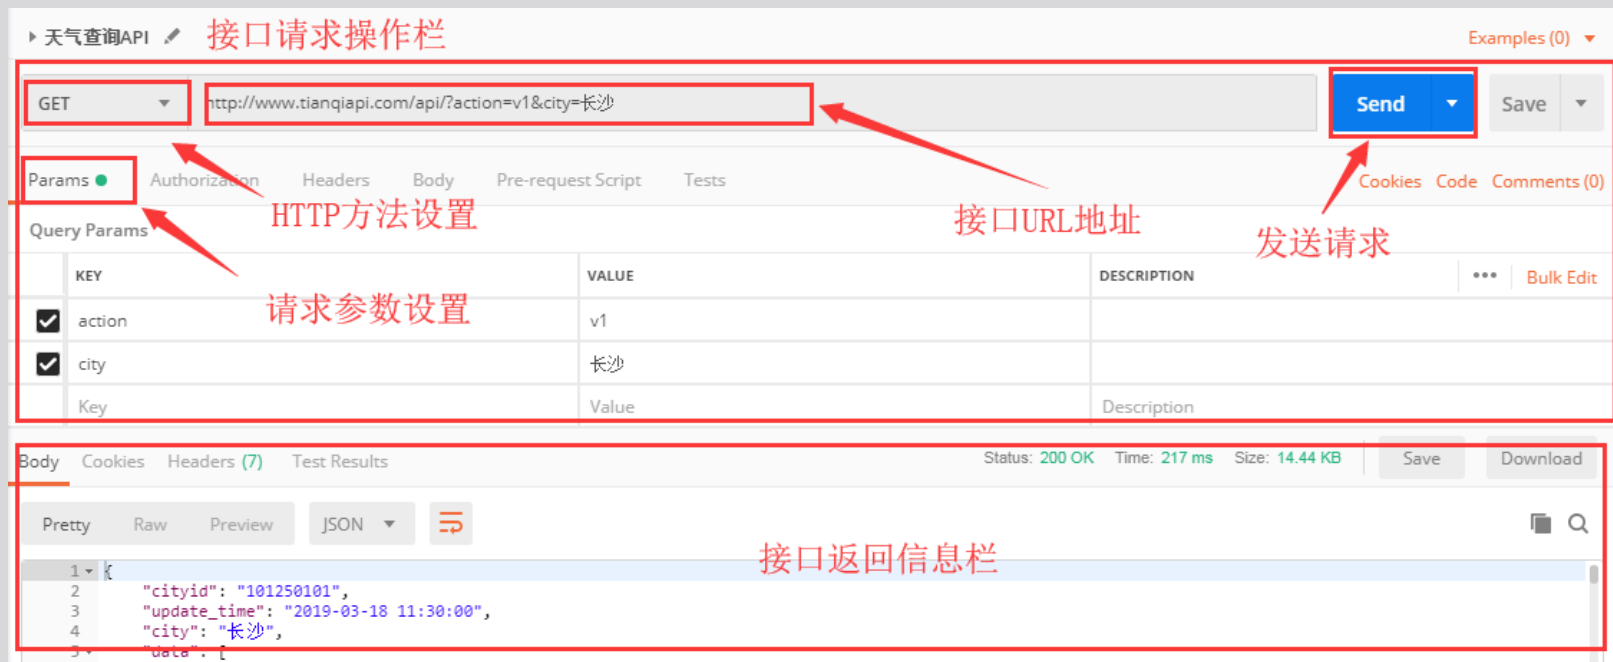 天气查询API 接口请求操作栏 Examples (0)
GET http://www.tianqiapi.com/api/?action=v1&city=长沙 Send Save
Params Authorization Headers Body Pre-request Script Tests Cookies Code Comments (0)
HTTP方法设置 接口URL地址 发送请求
Query Params
KEY VALUE DESCRIPTION ••• Bulk Edit
请求参数设置
action v1
city 长沙
Key Value Description
Body Cookies Headers (7) Test Results Status: 200 OK Time: 217 ms Size: 14.44 KB Save Download
Pretty Raw Preview JSON
接口返回信息栏
1 {
2 "cityid": "101250101",
3 "update_time": "2019-03-18 11:30:00",
4 "city": "长沙",
5 "data": [